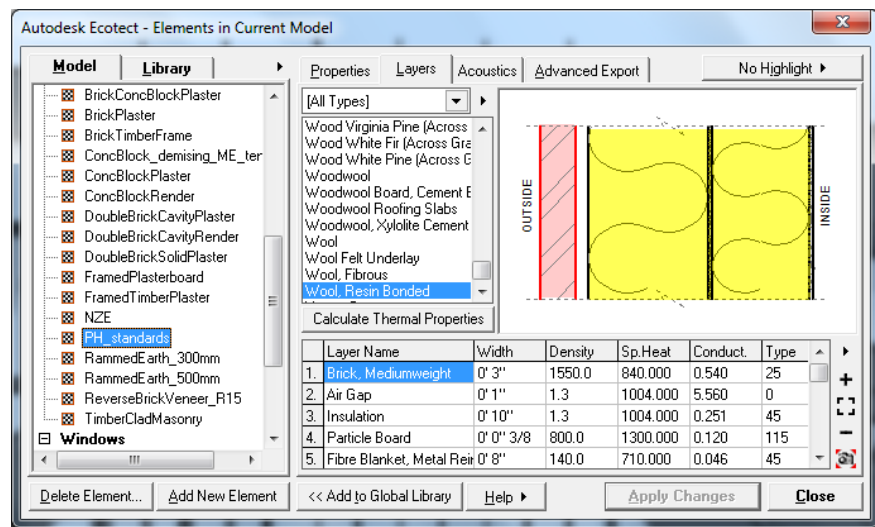 Autodesk Ecotect - Elements in Current Model
Model
Library
Properties
Layers
Acoustics
Advanced Export
No Highlight
BrickConcBlockPlaster
BrickPlaster
BrickTimberFrame
ConcBlock_demising_ME_ter
ConcBlockPlaster
ConcBlockRender
DoubleBrickCavityPlaster
DoubleBrickCavityRender
DoubleBrickSolidPlaster
FramedPlasterboard
FramedTimberPlaster
NZE
PH_standards
RammedEarth_300mm
RammedEarth_500mm
ReverseBrickVeneer_R15
TimberCladMasonry
Windows
[All Types]
Wood Virginia Pine (Across
Wood White Fir (Across Gra
Wood White Pine (Across G
Woodwool
Woodwool Board, Cement B
Woodwool Roofing Slabs
Woodwool, Xylolite Cement
Wool
Wool Felt Underlay
Wool, Fibrous
Wool, Resin Bonded
Calculate Thermal Properties
OUTSIDE
INSIDE
Layer Name Width Density Sp.Heat Conduct. Type
1. Brick, Mediumweight 0' 3" 1550.0 840.000 0.540 25
2. Air Gap 0' 1" 1.3 1004.000 5.560 0
3. Insulation 0' 10" 1.3 1004.000 0.251 45
4. Particle Board 0' 0" 3/8 800.0 1300.000 0.120 115
5. Fibre Blanket, Metal Reir 0' 8" 140.0 710.000 0.046 45
Delete Element... Add New Element << Add to Global Library Help Apply Changes Close